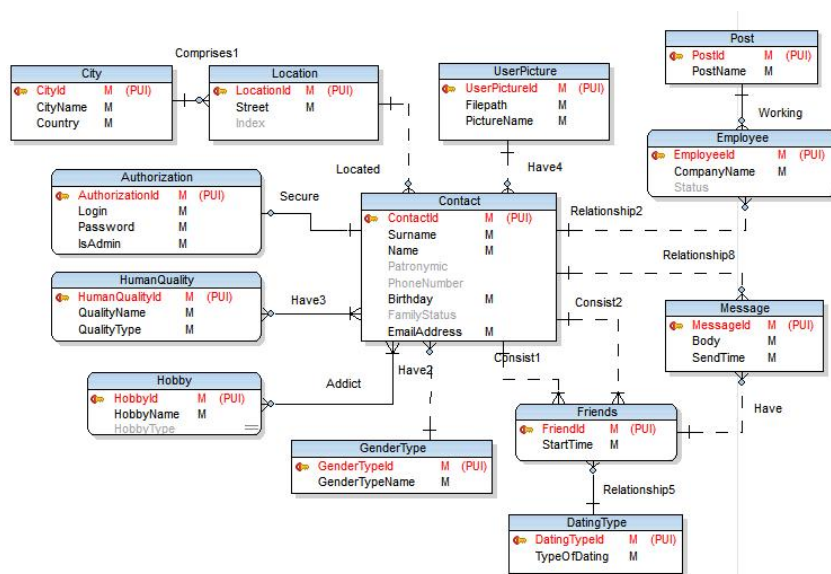 Post
PostId M (PUI)
PostName M
Comprises1
City
CityId M (PUI)
CityName M
Country M
Location
LocationId M (PUI)
Street M
Index
UserPicture
UserPictureId M (PUI)
Filepath M
PictureName M
Working
Employee
EmployeeId M (PUI)
CompanyName M
Status
Located
Have4
Authorization
AuthorizationId M (PUI)
Login M
Password M
IsAdmin M
Secure
Contact
ContactId M (PUI)
Surname M
Name M
Patronymic
PhoneNumber
Birthday M
FamilyStatus
EmailAddress M
Relationship2
Relationship8
HumanQuality
HumanQualityId M (PUI)
QualityName M
QualityType M
Have3
Consist2
Message
MessageId M (PUI)
Body M
SendTime M
Consist1
Have2
Addict
Hobby
HobbyId M (PUI)
HobbyName M
HobbyType
Have
Friends
FriendId M (PUI)
StartTime M
GenderType
GenderTypeId M (PUI)
GenderTypeName M
Relationship5
DatingType
DatingTypeId M (PUI)
TypeOfDating M